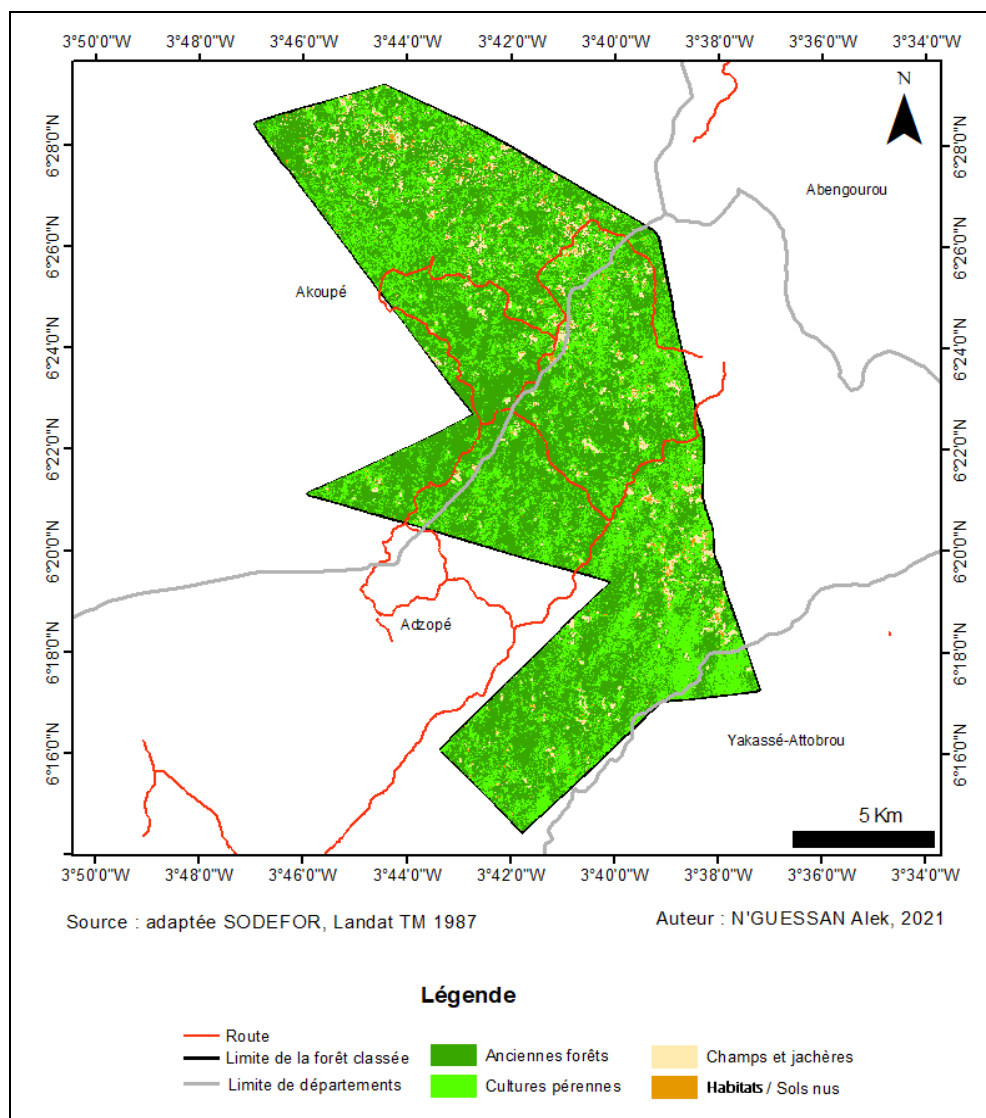 3°50'0"W 3°48'0"W 3°46'0"W 3°44'0"W 3°42'0"W 3°40'0"W 3°38'0"W 3°36'0"W 3°34'0"W
N
6°28'0"N 6°28'0"N
Abengourou
6°26'0"N 6°26'0"N
Akoupé
6°24'0"N 6°24'0"N
6°22'0"N 6°22'0"N
6°20'0"N 6°20'0"N
Adzopé
6°18'0"N 6°18'0"N
Yakassé-Attobrou
6°16'0"N 6°16'0"N
5 Km
3°50'0"W 3°48'0"W 3°46'0"W 3°44'0"W 3°42'0"W 3°40'0"W 3°38'0"W 3°36'0"W 3°34'0"W
Source : adaptée SODEFOR, Landat TM 1987 Auteur : N'GUESSAN Alek, 2021
Légende
Route
Limite de la forêt classée
Limite de départements
Anciennes forêts
Cultures pérennes
Champs et jachères
Habitats / Sols nus